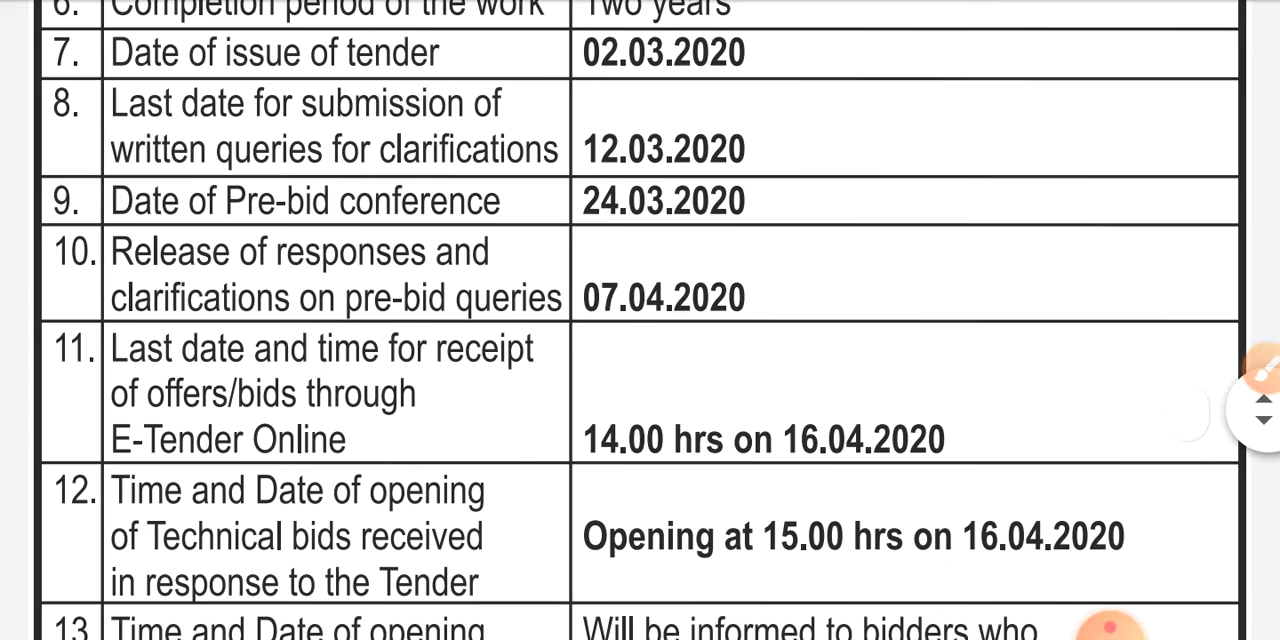 6. Completion period of the work Two years
7. Date of issue of tender 02.03.2020
8. Last date for submission of
written queries for clarifications 12.03.2020
9. Date of Pre-bid conference 24.03.2020
10. Release of responses and
clarifications on pre-bid queries 07.04.2020
11. Last date and time for receipt
of offers/bids through
E-Tender Online 14.00 hrs on 16.04.2020
12. Time and Date of opening
of Technical bids received Opening at 15.00 hrs on 16.04.2020
in response to the Tender
13. Time and Date of opening Will be informed to bidders who